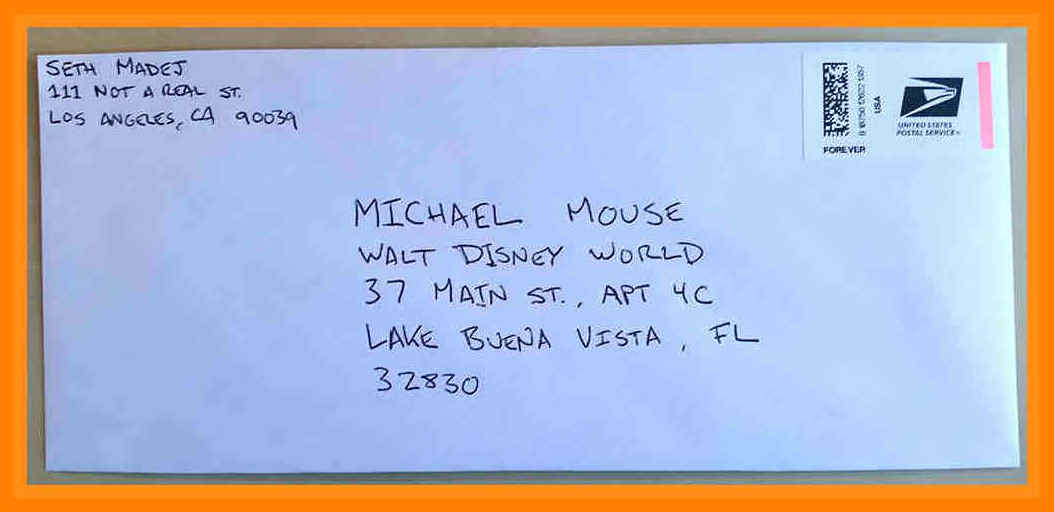 SETH MADEJ
111 NOT A REAL ST.
LOS ANGELES, CA 90039
FOREVER
USA
UNITED STATES
POSTAL SERVICE
MICHAEL MOUSE
WALT DISNEY WORLD
37 MAIN ST., APT 4C
LAKE BUENA VISTA, FL
32830